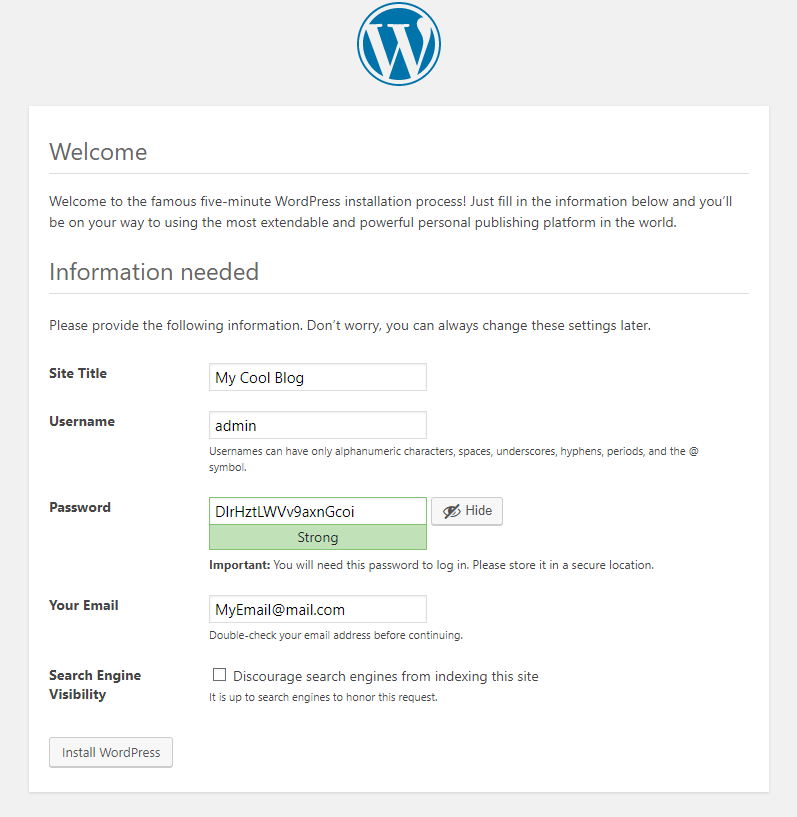 Welcome
Welcome to the famous five-minute WordPress installation process! Just fill in the information below and you’ll
be on your way to using the most extendable and powerful personal publishing platform in the world.
Information needed
Please provide the following information. Don’t worry, you can always change these settings later.
Site Title
My Cool Blog
Username
admin
Usernames can have only alphanumeric characters, spaces, underscores, hyphens, periods, and the @
symbol.
Password
DIrHztLWVv9axnGcoi
Hide
Strong
Important: You will need this password to log in. Please store it in a secure location.
Your Email
MyEmail@mail.com
Double-check your email address before continuing.
Search Engine
Visibility
Discourage search engines from indexing this site
It is up to search engines to honor this request.
Install WordPress